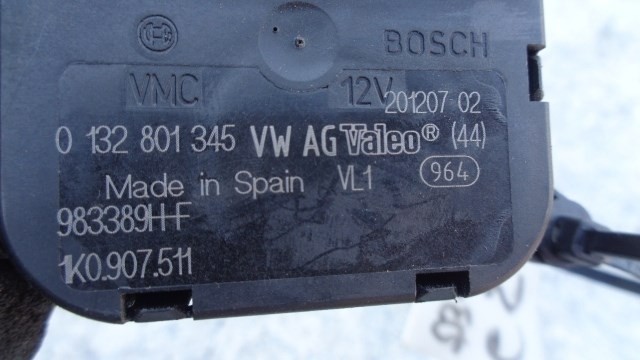 BOSCH
VMC 12V
201207 02
0 132 801 345 VW AG Valeo® (44)
Made in Spain VL1 964
983389H-F
1K0.907.511